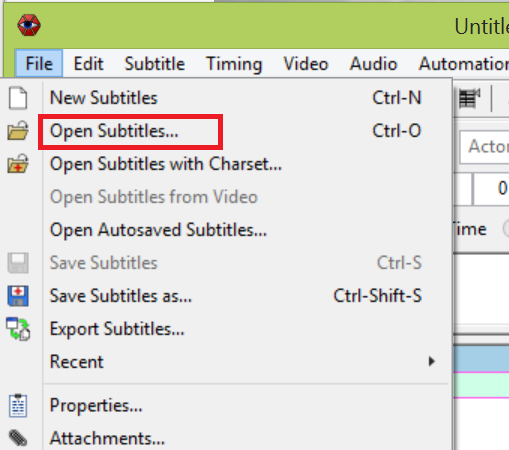 Untitle
File Edit Subtitle Timing Video Audio Automation
New Subtitles Ctrl-N
Open Subtitles... Ctrl-O
Acto
Open Subtitles with Charset...
Open Subtitles from Video
0
Open Autosaved Subtitles...
ime
Save Subtitles Ctrl-S
Save Subtitles as... Ctrl-Shift-S
Export Subtitles...
Recent
Properties...
Attachments...